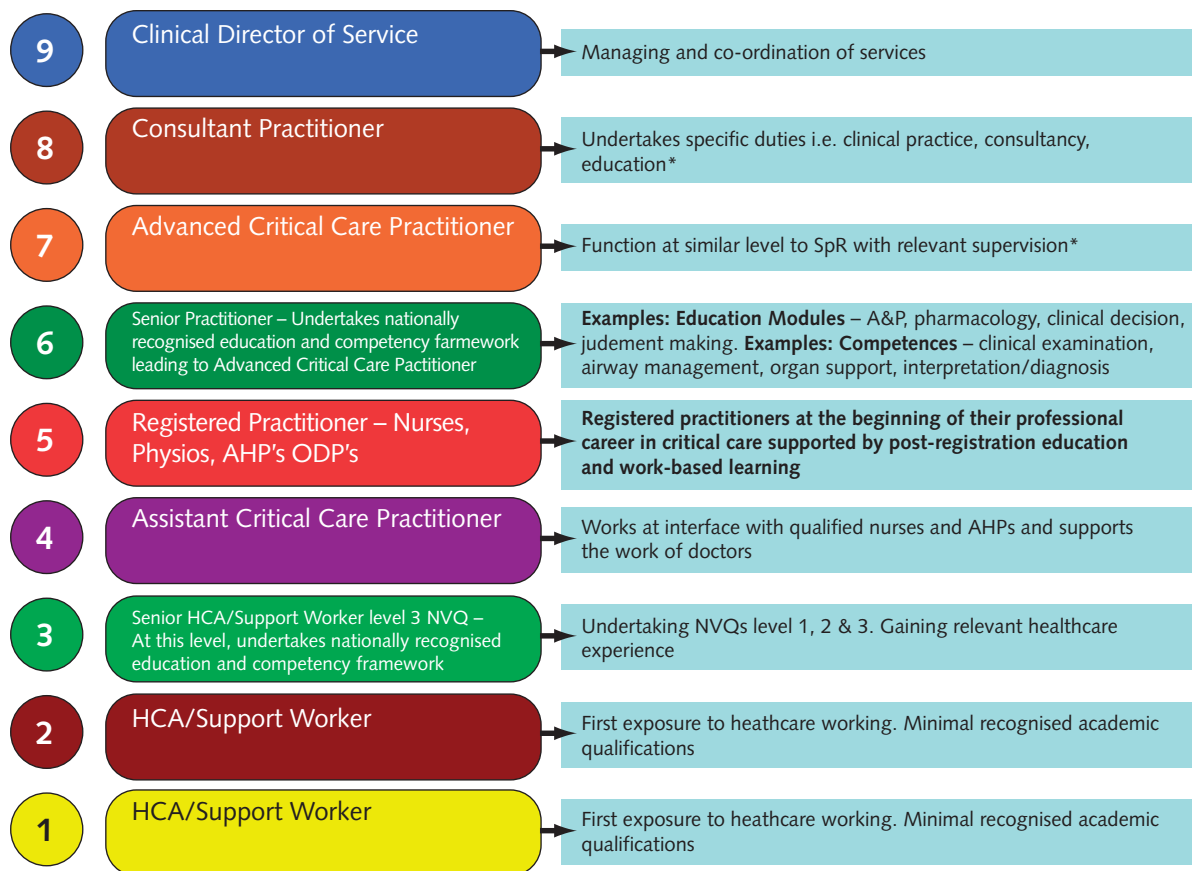 9
Clinical Director of Service
Managing and co-ordination of services
8
Consultant Practitioner
Undertakes specific duties i.e. clinical practice, consultancy,
education*
7
Advanced Critical Care Practitioner
Function at similar level to SpR with relevant supervision*
6
Senior Practitioner – Undertakes nationally
recognised education and competency farmework
leading to Advanced Critical Care Pactitioner
Examples: Education Modules – A&P, pharmacology, clinical decision,
judement making. Examples: Competences – clinical examination,
airway management, organ support, interpretation/diagnosis
5
Registered Practitioner – Nurses,
Physios, AHP's ODP's
Registered practitioners at the beginning of their professional
career in critical care supported by post-registration education
and work-based learning
4
Assistant Critical Care Practitioner
Works at interface with qualified nurses and AHPs and supports
the work of doctors
3
Senior HCA/Support Worker level 3 NVQ –
At this level, undertakes nationally recognised
education and competency framework
Undertaking NVQs level 1, 2 & 3. Gaining relevant healthcare
experience
2
HCA/Support Worker
First exposure to heathcare working. Minimal recognised academic
qualifications
1
HCA/Support Worker
First exposure to heathcare working. Minimal recognised academic
qualifications